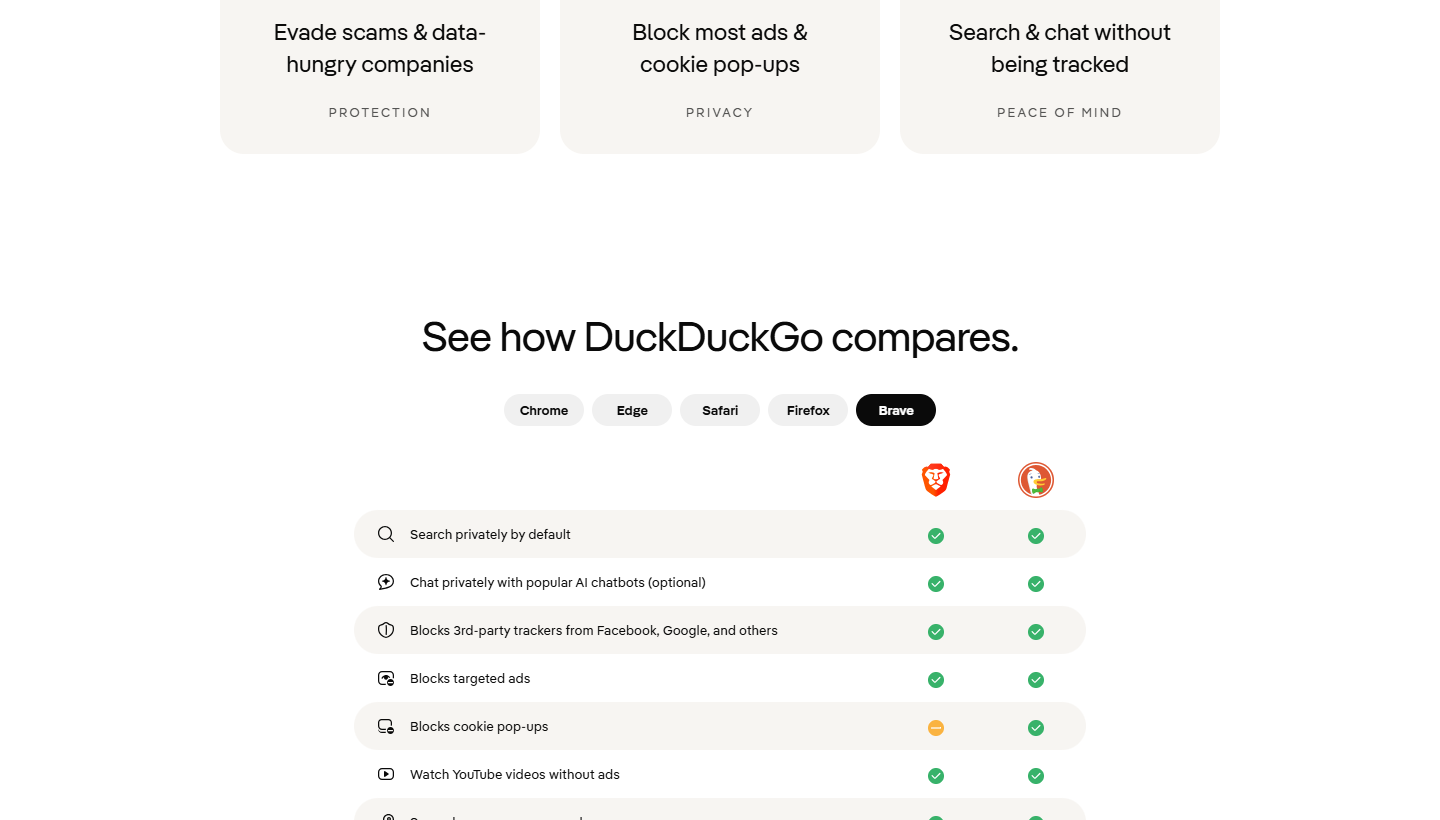 Evade scams & data-
hungry companies
PROTECTION
Block most ads &
cookie pop-ups
PRIVACY
Search & chat without
being tracked
PEACE OF MIND
See how DuckDuckGo compares.
Chrome
Edge
Safari
Firefox
Brave
Search privately by default
Chat privately with popular AI chatbots (optional)
Blocks 3rd-party trackers from Facebook, Google, and others
Blocks targeted ads
Blocks cookie pop-ups
Watch YouTube videos without ads